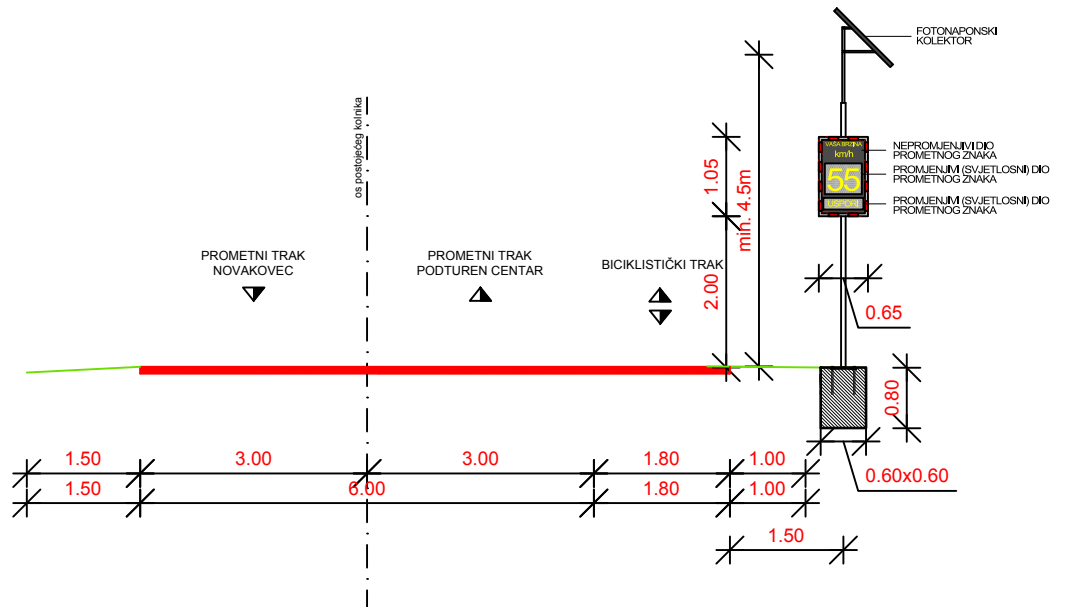 FOTONAPONSKI
KOLEKTOR
os postojećeg kolnika
VAŠA BRZINA
km/h
55
USPORI
NEPROMJENJIVI DIO
PROMETNOG ZNAKA
PROMJENJIVI (SVJETLOSNI) DIO
PROMETNOG ZNAKA
PROMJENJIVI (SVJETLOSNI) DIO
PROMETNOG ZNAKA
1.05
min. 4.5m
2.00
PROMETNI TRAK
NOVAKOVEC
PROMETNI TRAK
PODTUREN CENTAR
BICIKLISTIČKI TRAK
0.65
0.80
1.50 3.00 3.00 1.80 1.00
0.60x0.60
1.50 6.00 1.80 1.00
1.50